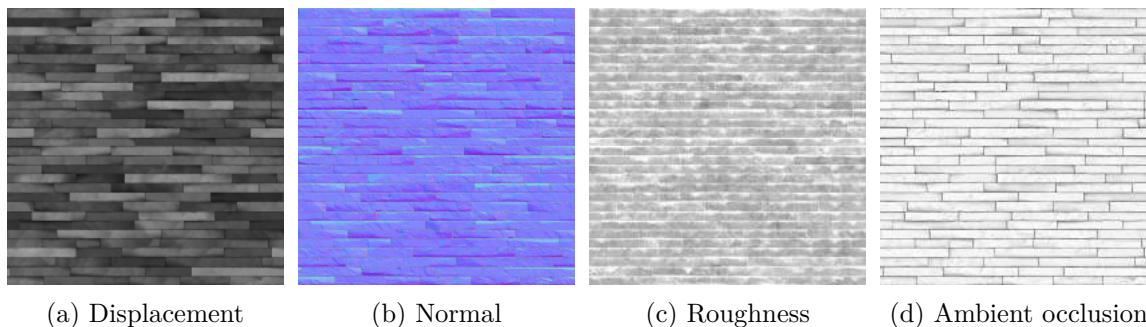 (a) Displacement
(b) Normal
(c) Roughness
(d) Ambient occlusion